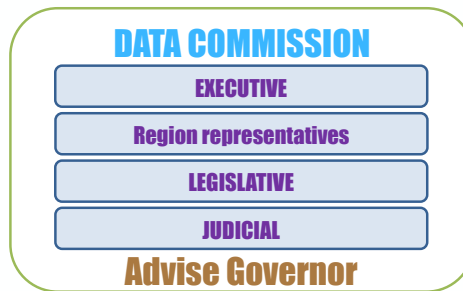 DATA COMMISSION
EXECUTIVE
Region representatives
LEGISLATIVE
JUDICIAL
Advise Governor